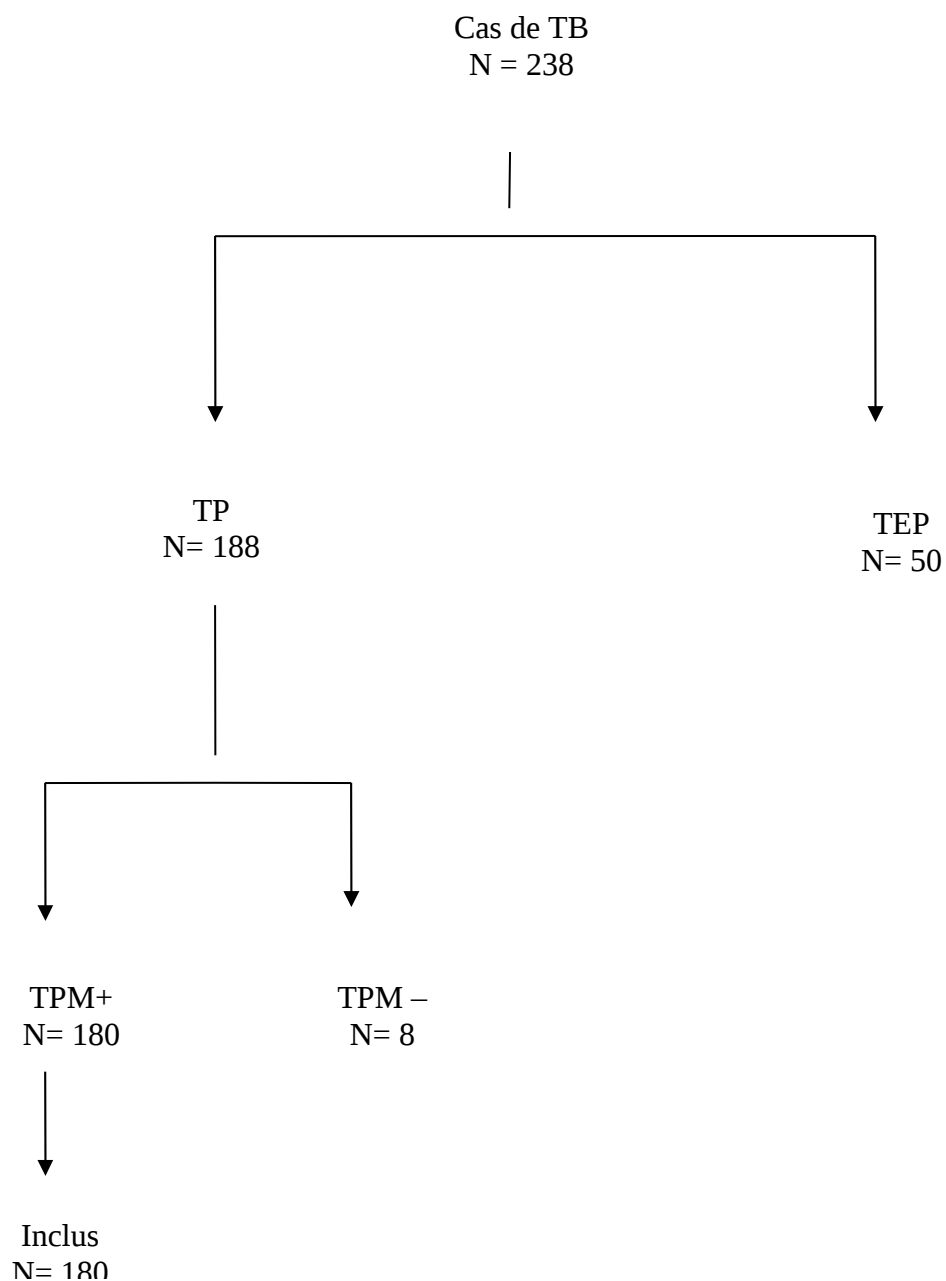 Cas de TB
N = 238
TP
N= 188
TEP
N= 50
TPM+
N= 180
TPM –
N= 8
Inclus
N= 180